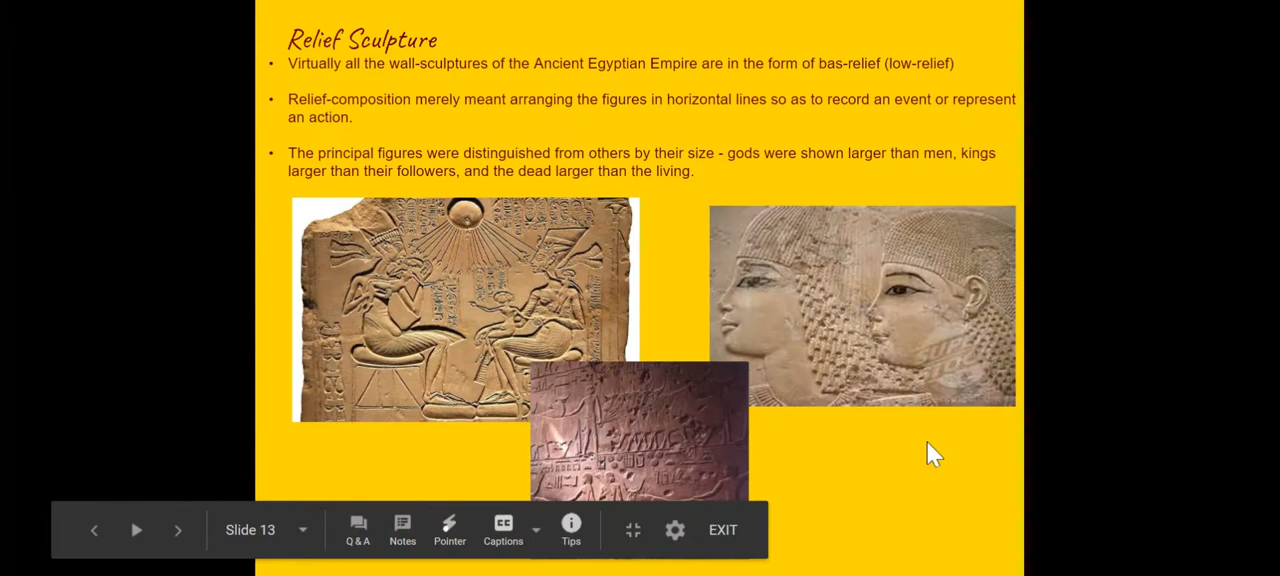 Relief Sculpture
• Virtually all the wall-sculptures of the Ancient Egyptian Empire are in the form of bas-relief (low-relief)
• Relief-composition merely meant arranging the figures in horizontal lines so as to record an event or represent
an action.
• The principal figures were distinguished from others by their size - gods were shown larger than men, kings
larger than their followers, and the dead larger than the living.
Slide 13
Q & A
Notes
Pointer
CC
Captions
Tips
EXIT